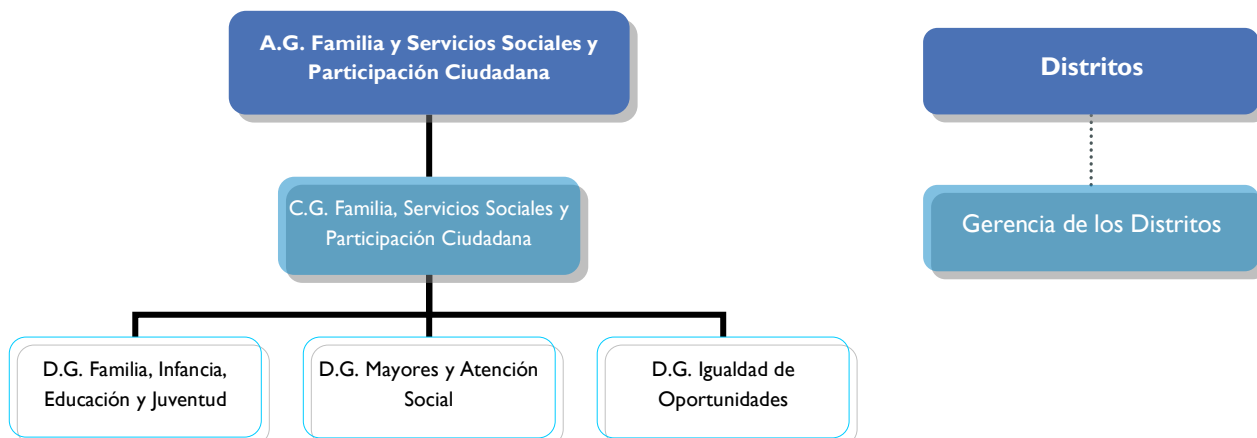 A.G. Familia y Servicios Sociales y
Participación Ciudadana
Distritos
C.G. Familia, Servicios Sociales y
Participación Ciudadana
Gerencia de los Distritos
D.G. Familia, Infancia,
Educación y Juventud
D.G. Mayores y Atención
Social
D.G. Igualdad de
Oportunidades